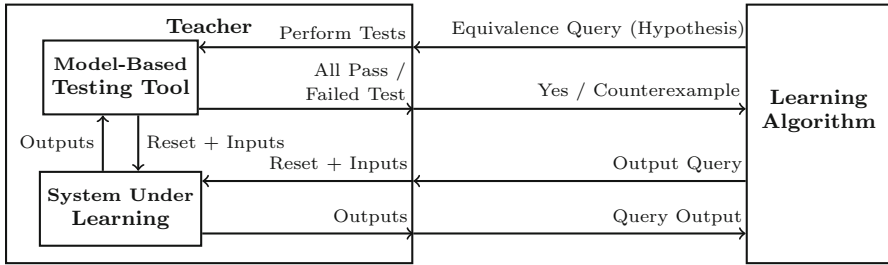 Teacher
Perform Tests
Equivalence Query (Hypothesis)
Model-Based
Testing Tool
All Pass /
Failed Test
Yes / Counterexample
Learning
Algorithm
Outputs
Reset + Inputs
Reset + Inputs
Output Query
System Under
Learning
Outputs
Query Output